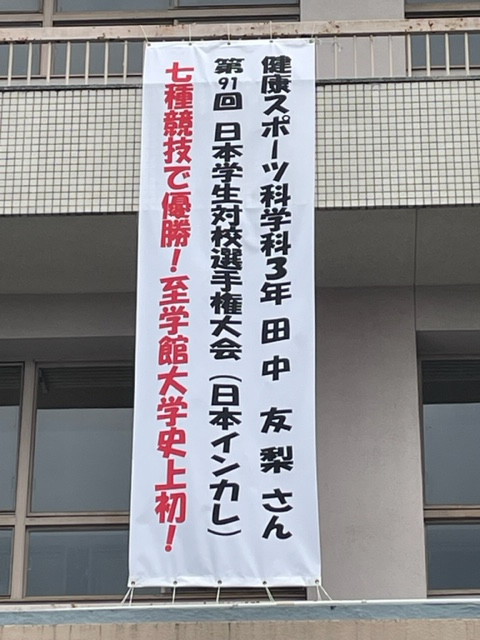 健康スポーツ科学科3年 田中 友梨 さん
第91回 日本学生対校選手権大会（日本インカレ）
七種競技で優勝！至学館大学史上初！